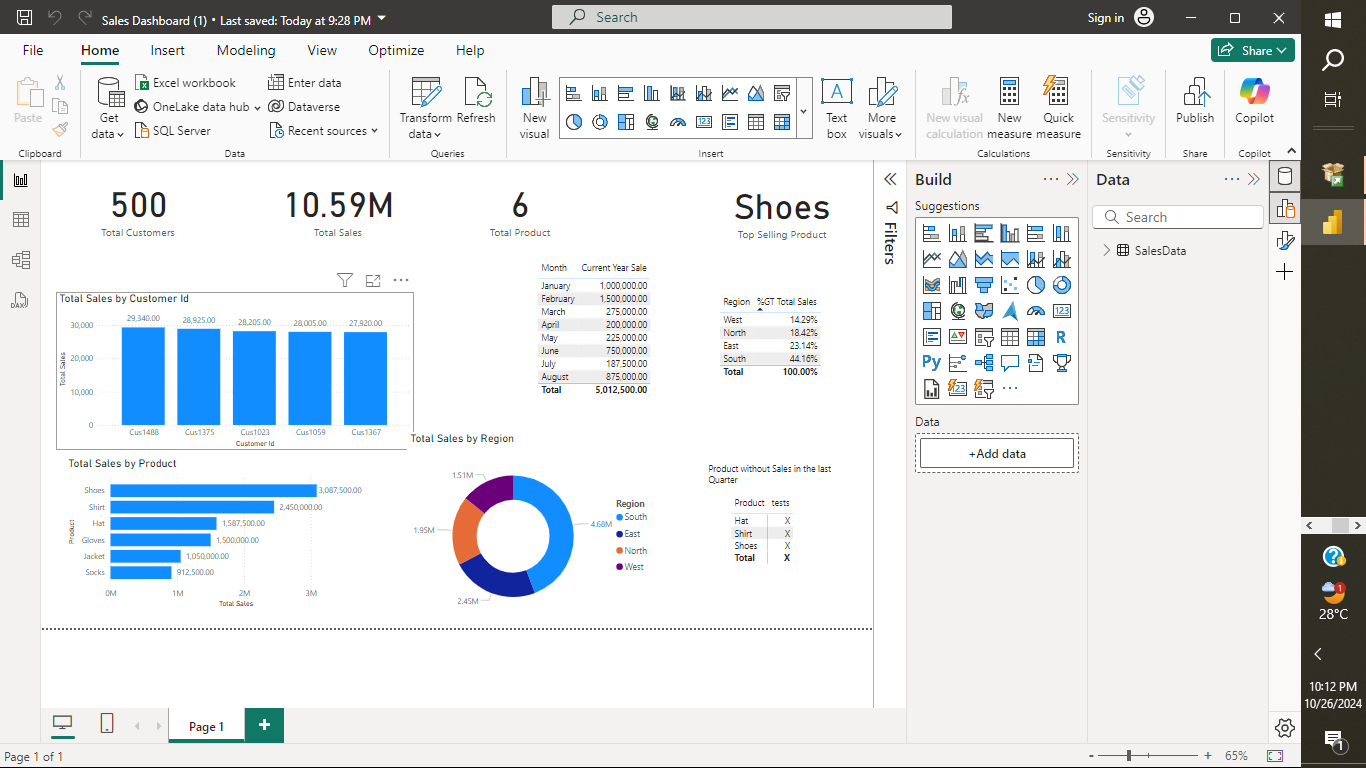 Sales Dashboard (1) • Last saved: Today at 9:28 PM
Search
Sign in
File
Home
Insert
Modeling
View
Optimize
Help
Share
Paste
Clipboard
Get
data
Excel workbook
OneLake data hub
SQL Server
Enter data
Dataverse
Recent sources
Data
Transform
data
Refresh
Queries
New
visual
123
A
Text
box
More
visuals
Insert
fx
New visual
calculation
New
measure
Quick
measure
Calculations
Sensitivity
Sensitivity
Publish
Share
Copilot
Copilot
DAX
500
Total Customers
10.59M
Total Sales
6
Total Product
Shoes
Top Selling Product
Total Sales by Customer Id
30,000
20,000
10,000
0
Total Sales
29,340.00
28,925.00
28,205.00
28,005.00
27,920.00
Cus1488
Cus1375
Cus1023
Cus1059
Cus1367
Customer Id
Month Current Year Sale
January 1,000,000.00
February 1,500,000.00
March 275,000.00
April 200,000.00
May 225,000.00
June 750,000.00
July 187,500.00
August 875,000.00
Total 5,012,500.00
Region %GT Total Sales
West 14.29%
North 18.42%
East 23.14%
South 44.16%
Total 100.00%
Total Sales by Product
Product
Shoes 3,087,500.00
Shirt 2,450,000.00
Hat 1,587,500.00
Gloves 1,500,000.00
Jacket 1,050,000.00
Socks 912,500.00
0M 1M 2M 3M
Total Sales
Total Sales by Region
1.51M
1.95M
4.68M
2.45M
Region
South
East
North
West
Product without Sales in the last
Quarter
Product tests
Hat X
Shirt X
Shoes X
Total X
Filters
Build
Suggestions
123
R
Py
123
Data
+Add data
Data
Search
SalesData
Page 1
Page 1 of 1
- + 65%
1
28°C
10:12 PM
10/26/2024
1